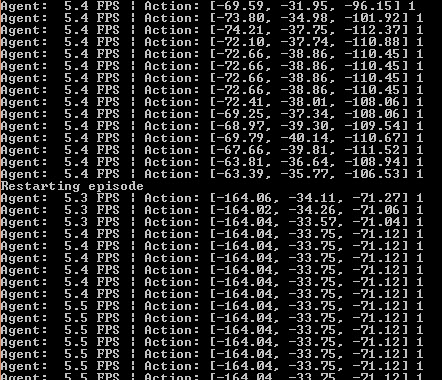 Agent:  5.4 FPS ¦ Action: [-69.59, -31.95, -96.15] 1
Agent:  5.4 FPS ¦ Action: [-73.80, -34.98, -101.92] 1
Agent:  5.4 FPS ¦ Action: [-74.21, -37.75, -112.37] 1
Agent:  5.4 FPS ¦ Action: [-72.10, -37.74, -110.88] 1
Agent:  5.4 FPS ¦ Action: [-72.66, -38.86, -110.45] 1
Agent:  5.4 FPS ¦ Action: [-72.66, -38.86, -110.45] 1
Agent:  5.4 FPS ¦ Action: [-72.66, -38.86, -110.45] 1
Agent:  5.4 FPS ¦ Action: [-72.66, -38.86, -110.45] 1
Agent:  5.4 FPS ¦ Action: [-72.41, -38.01, -108.06] 1
Agent:  5.4 FPS ¦ Action: [-69.25, -37.34, -108.06] 1
Agent:  5.4 FPS ¦ Action: [-68.97, -39.30, -109.54] 1
Agent:  5.4 FPS ¦ Action: [-69.79, -40.14, -110.67] 1
Agent:  5.4 FPS ¦ Action: [-67.66, -39.81, -111.52] 1
Agent:  5.4 FPS ¦ Action: [-63.81, -36.64, -108.94] 1
Agent:  5.4 FPS ¦ Action: [-63.39, -35.77, -106.53] 1
Restarting episode
Agent:  5.3 FPS ¦ Action: [-164.06, -34.11, -71.27] 1
Agent:  5.3 FPS ¦ Action: [-164.02, -34.26, -71.06] 1
Agent:  5.3 FPS ¦ Action: [-164.04, -33.57, -71.04] 1
Agent:  5.4 FPS ¦ Action: [-164.04, -33.75, -71.12] 1
Agent:  5.4 FPS ¦ Action: [-164.04, -33.75, -71.12] 1
Agent:  5.4 FPS ¦ Action: [-164.04, -33.75, -71.12] 1
Agent:  5.4 FPS ¦ Action: [-164.04, -33.75, -71.12] 1
Agent:  5.4 FPS ¦ Action: [-164.04, -33.75, -71.12] 1
Agent:  5.5 FPS ¦ Action: [-164.04, -33.75, -71.12] 1
Agent:  5.5 FPS ¦ Action: [-164.04, -33.75, -71.12] 1
Agent:  5.5 FPS ¦ Action: [-164.04, -33.75, -71.12] 1
Agent:  5.5 FPS ¦ Action: [-164.04, -33.75, -71.12] 1
Agent:  5.5 FPS ¦ Action: [-164.04, -33.75, -71.12] 1
Agent:  5.5 FPS ¦ Action: [-164.04, -33.75, -71.12] 1
Agent:  5.5 FPS ¦ Action: [-164.04, -33.75, -71.12] 1